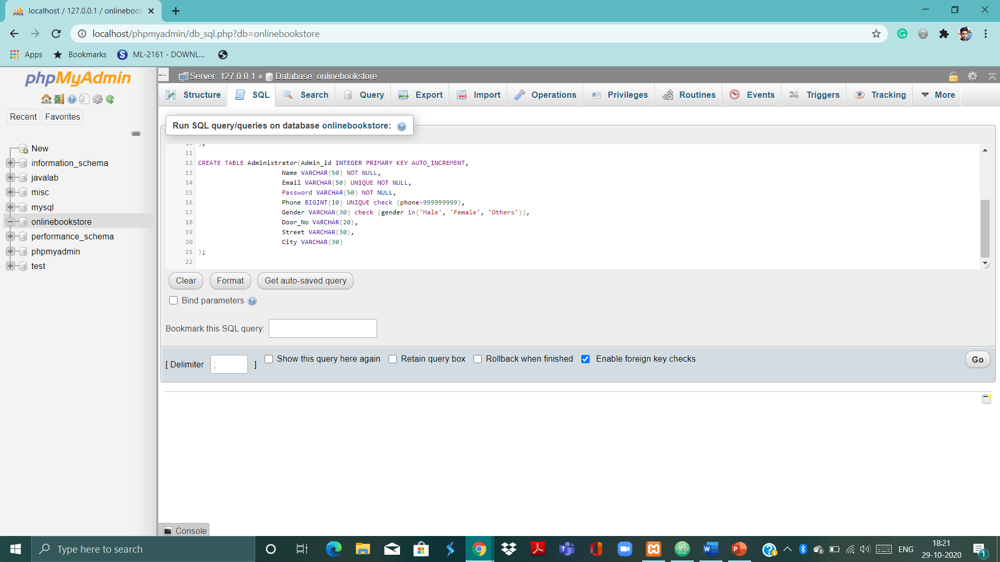 localhost / 127.0.0.1 / onlinebook
localhost/phpmyadmin/db_sql.php?db=onlinebookstore
Apps Bookmarks ML-2161 - DOWNL...
phpMyAdmin
Recent Favorites
New
information_schema
javalab
misc
mysql
onlinebookstore
performance_schema
phpmyadmin
test
Server: 127.0.0.1 » Database: onlinebookstore
Structure SQL Search Query Export Import Operations Privileges Routines Events Triggers Tracking More
Run SQL query/queries on database onlinebookstore:
11
12 CREATE TABLE Administrator(Admin_id INTEGER PRIMARY KEY AUTO_INCREMENT,
13 Name VARCHAR(50) NOT NULL,
14 Email VARCHAR(50) UNIQUE NOT NULL,
15 Password VARCHAR(50) NOT NULL,
16 Phone BIGINT(10) UNIQUE check (phone>999999999),
17 Gender VARCHAR(30) check (gender in('Male', 'Female', 'Others')),
18 Door_No VARCHAR(20),
19 Street VARCHAR(30),
20 City VARCHAR(30)
21 );
22
Clear Format Get auto-saved query
Bind parameters
Bookmark this SQL query:
[ Delimiter ; ] Show this query here again Retain query box Rollback when finished Enable foreign key checks Go
Console
Type here to search
ENG
18:21
29-10-2020
1